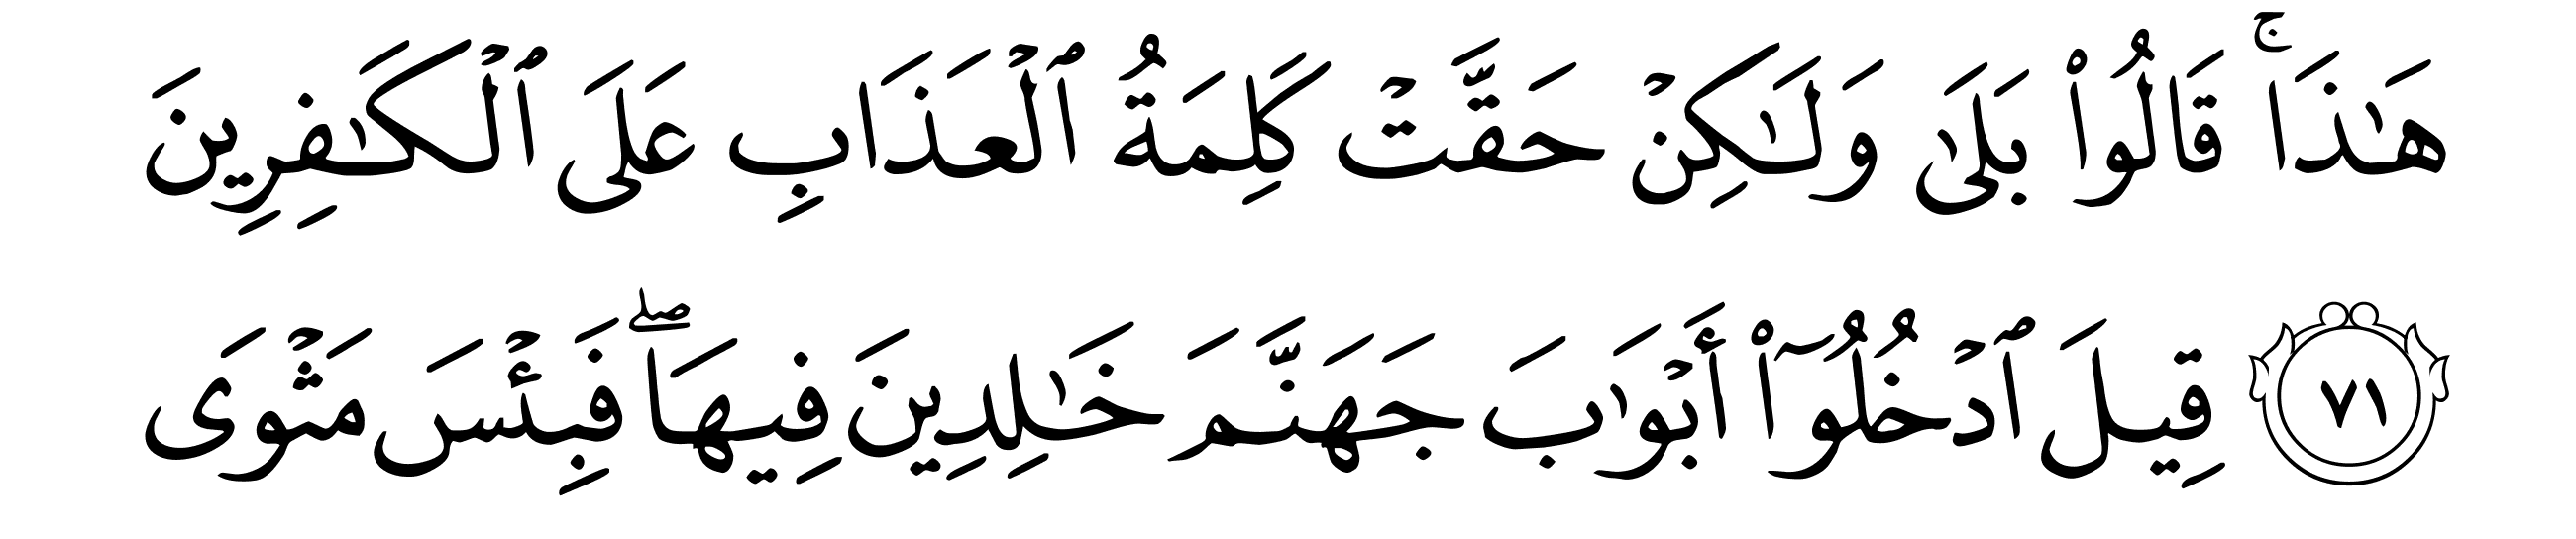 هَٰذَاۚ قَالُواْ بَلَىٰ وَلَٰكِنۡ حَقَّتۡ كَلِمَةُ ٱلۡعَذَابِ عَلَى ٱلۡكَٰفِرِينَ
٧١ قِيلَ ٱدۡخُلُوٓاْ أَبۡوَٰبَ جَهَنَّمَ خَٰلِدِينَ فِيهَاۖ فَبِئۡسَ مَثۡوَى